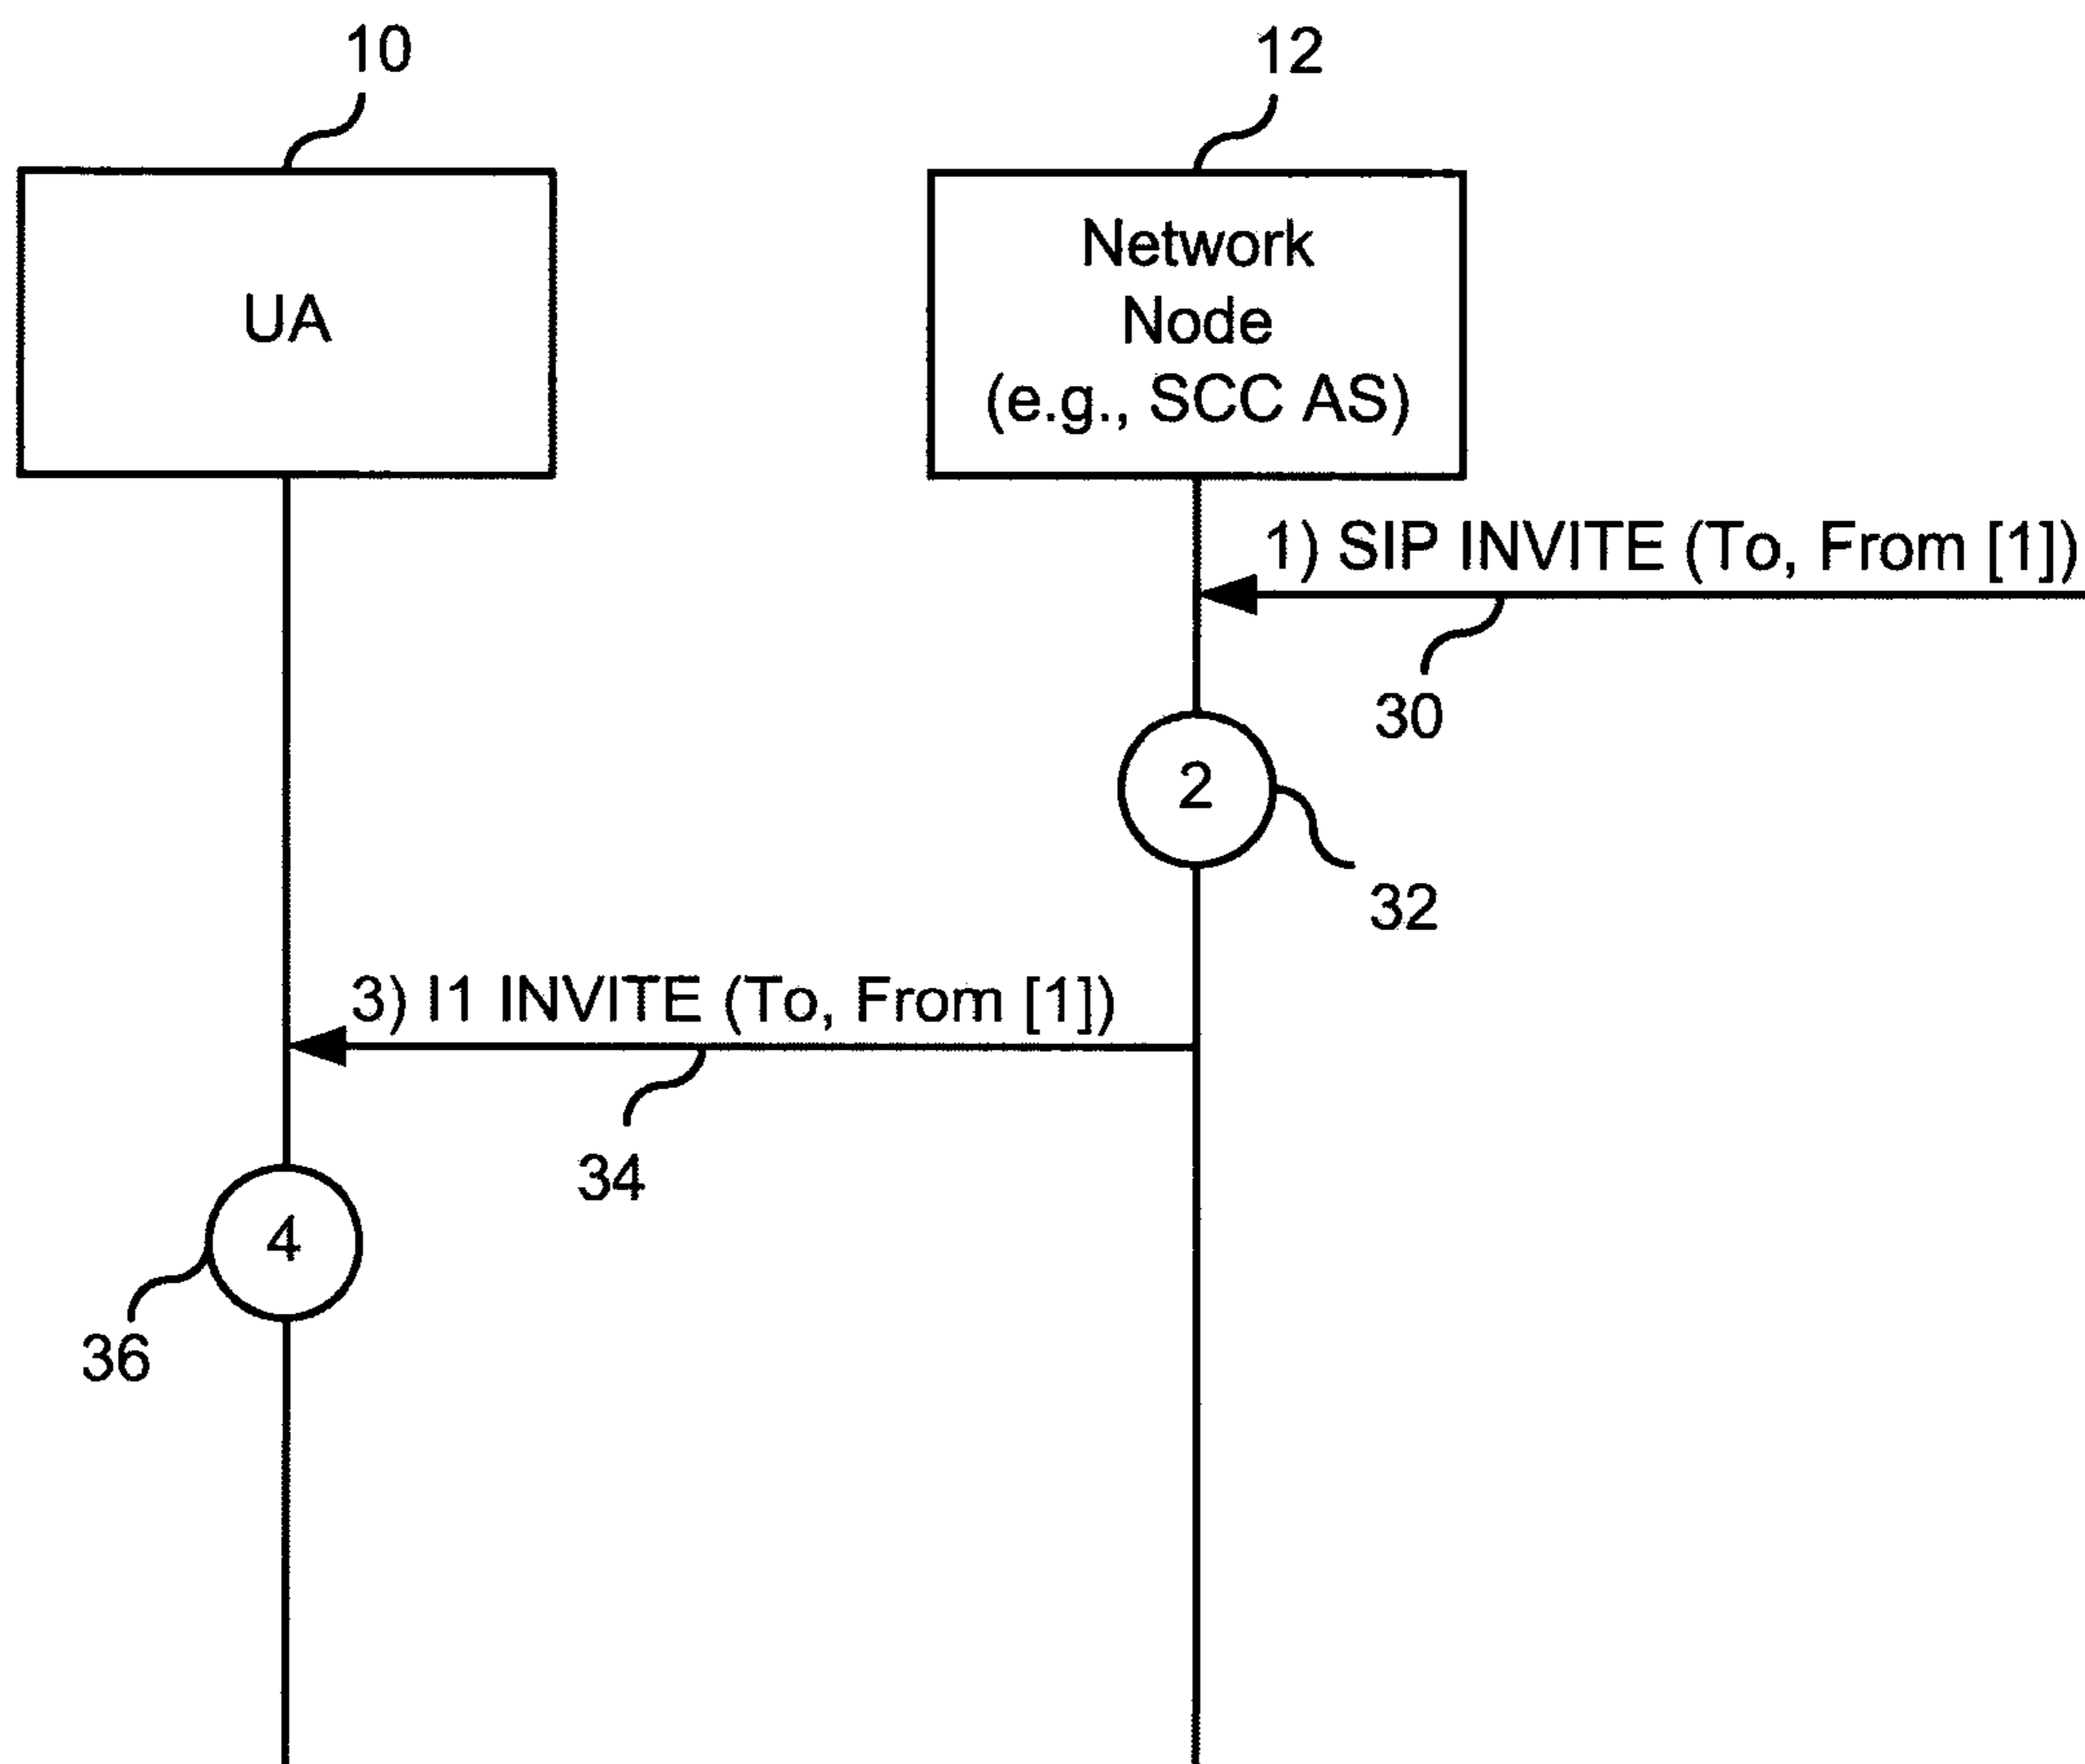 10
12
UA
Network
Node
(e.g., SCC AS)
1) SIP INVITE (To, From [1])
30
2
32
3) I1 INVITE (To, From [1])
34
4
36